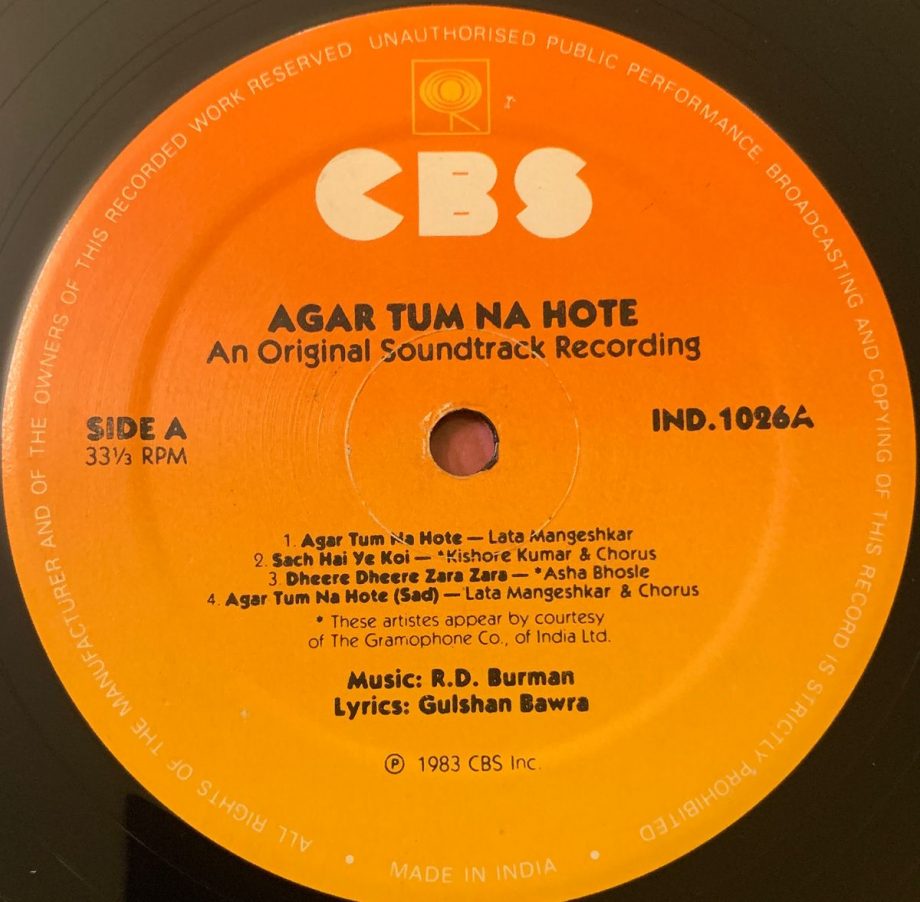 ALL RIGHTS OF THE MANUFACTURER AND OF THE OWNERS OF THIS RECORDED WORK RESERVED UNAUTHORISED PUBLIC PERFORMANCE BROADCASTING AND COPYING OF THIS RECORD IS STRICTLY PROHIBITED
CBS
AGAR TUM NA HOTE
An Original Soundtrack Recording
SIDE A
33⅓ RPM
IND.1026A
1. Agar Tum Na Hote — Lata Mangeshkar
2. Sach Hai Ye Koi — *Kishore Kumar & Chorus
3. Dheere Dheere Zara Zara — *Asha Bhosle
4. Agar Tum Na Hote (Sad) — Lata Mangeshkar & Chorus
* These artistes appear by courtesy
of The Gramophone Co., of India Ltd.
Music: R.D. Burman
Lyrics: Gulshan Bawra
℗ 1983 CBS Inc.
• MADE IN INDIA •